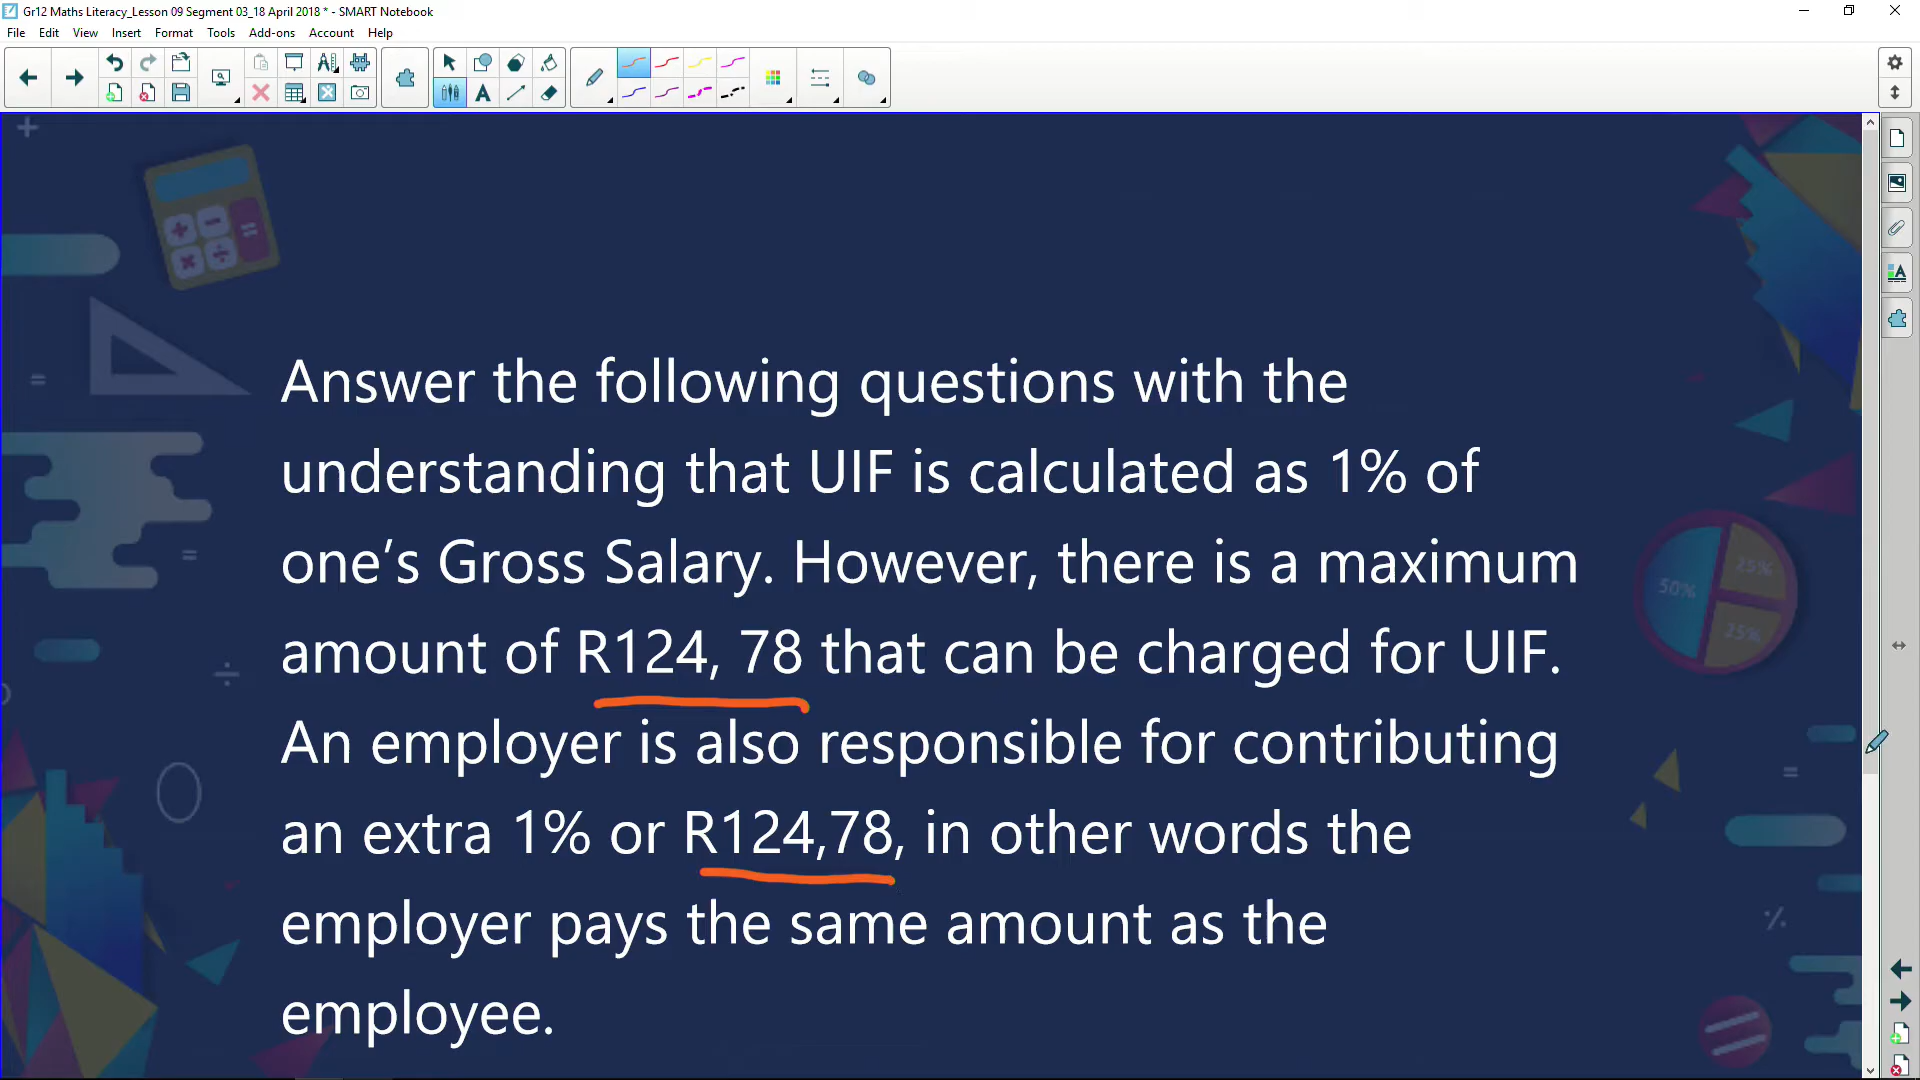 Gr12 Maths Literacy_Lesson 09 Segment 03_18 April 2018 * - SMART Notebook
File Edit View Insert Format Tools Add-ons Account Help
Answer the following questions with the
understanding that UIF is calculated as 1% of
one’s Gross Salary. However, there is a maximum
amount of R124, 78 that can be charged for UIF.
An employer is also responsible for contributing
an extra 1% or R124,78, in other words the
employer pays the same amount as the
employee.
50%
25%
25%